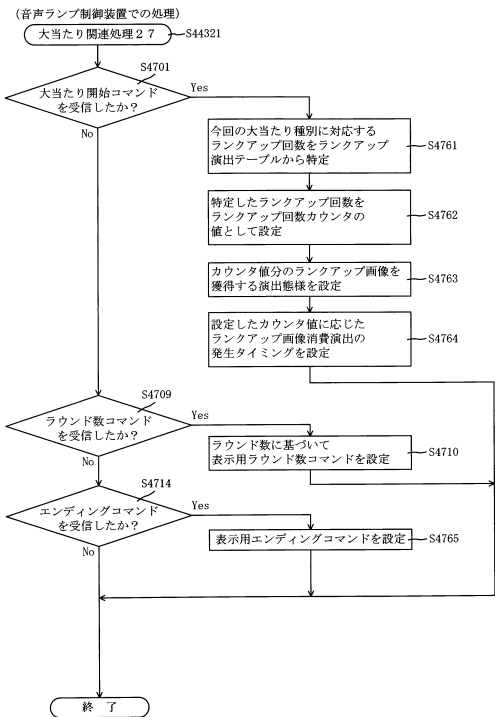 (音声ランプ制御装置での処理)
大当たり関連処理27
S44321
S4701
大当たり開始コマンド
を受信したか?
Yes
No
今回の大当たり種別に対応する
ランクアップ回数をランクアップ
演出テーブルから特定
S4761
特定したランクアップ回数を
ランクアップ回数カウンタの
値として設定
S4762
カウンタ値分のランクアップ画像を
獲得する演出態様を設定
S4763
設定したカウンタ値に応じた
ランクアップ画像消費演出の
発生タイミングを設定
S4764
S4709
ラウンド数コマンド
を受信したか?
Yes
No
ラウンド数に基づいて
表示用ラウンド数コマンドを設定
S4710
S4714
エンディングコマンド
を受信したか?
Yes
No
表示用エンディングコマンドを設定
S4765
終了